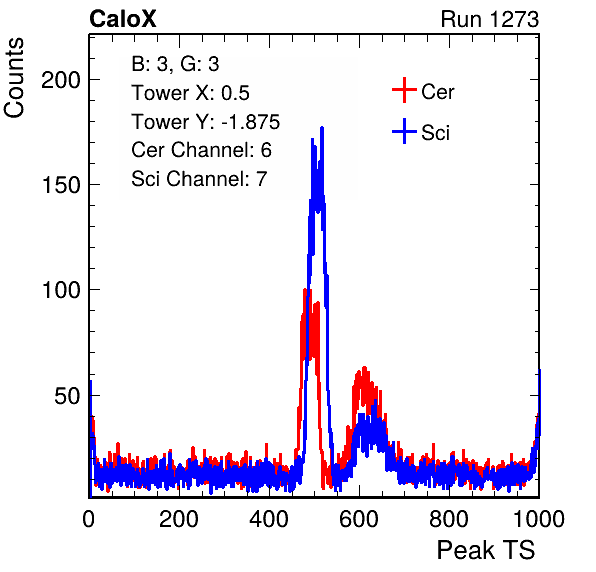 CaloX Run 1273
Counts
B: 3, G: 3
Tower X: 0.5
Tower Y: -1.875
Cer Channel: 6
Sci Channel: 7
Cer
Sci
200
150
100
50
0 200 400 600 800 1000
Peak TS